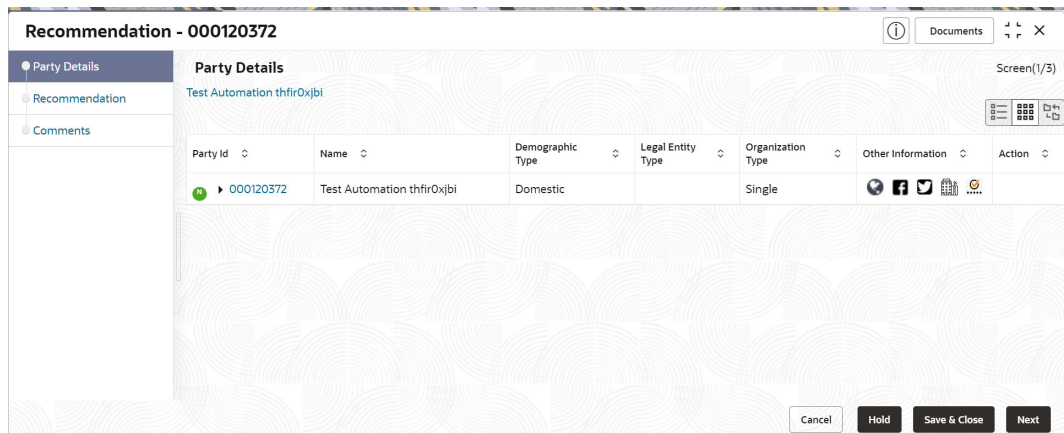 Recommendation - 000120372
Documents
Party Details
Recommendation
Comments
Party Details
Screen(1/3)
Test Automation thfir0xjbi
Party Id Name Demographic Type Legal Entity Type Organization Type Other Information Action
N 000120372 Test Automation thfir0xjbi Domestic Single
Cancel Hold Save & Close Next